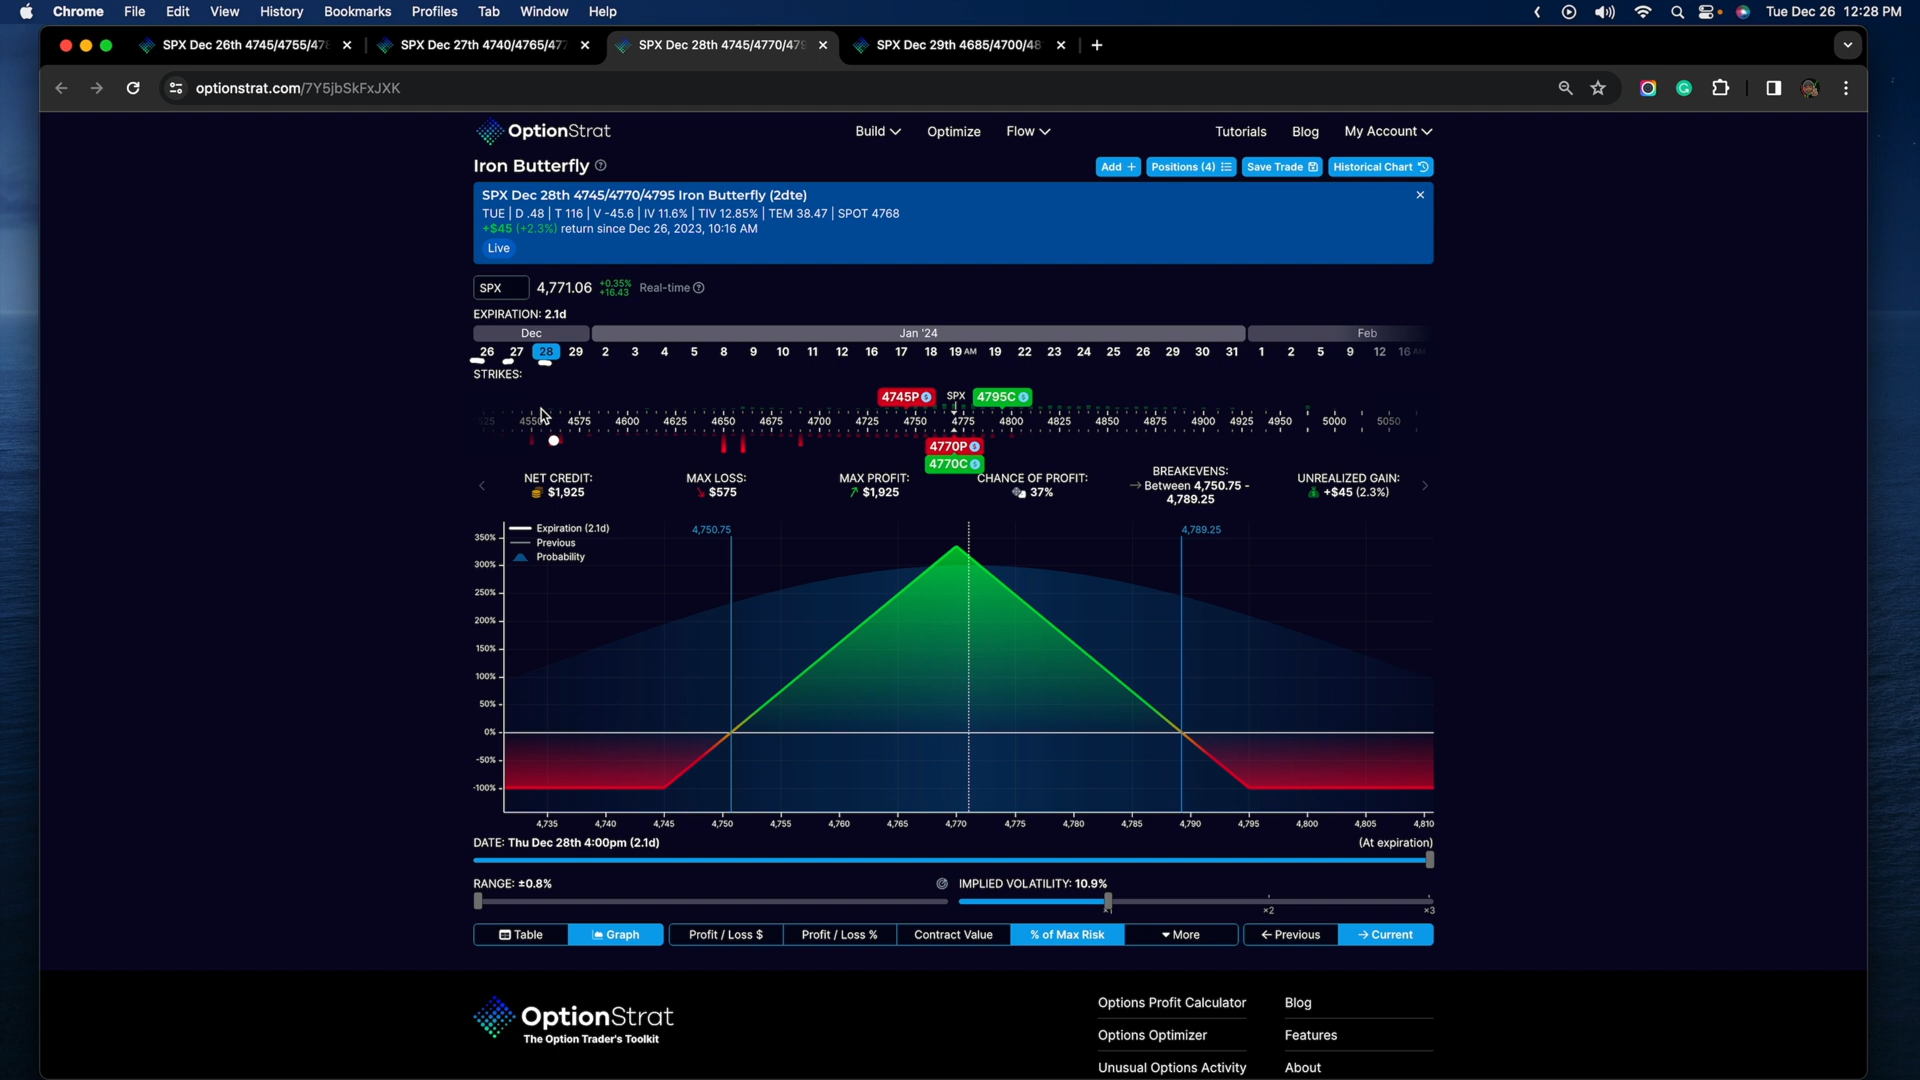 Chrome File Edit View History Bookmarks Profiles Tab Window Help Tue Dec 26 12:28 PM
SPX Dec 26th 4745/4755/478 SPX Dec 27th 4740/4765/477 SPX Dec 28th 4745/4770/479 SPX Dec 29th 4685/4700/48
optionstrat.com/7Y5jbSkFxJXK
OptionStrat Build Optimize Flow Tutorials Blog My Account
Iron Butterfly Add + Positions (4) Save Trade Historical Chart
SPX Dec 28th 4745/4770/4795 Iron Butterfly (2dte)
TUE | D .48 | T 116 | V -45.6 | IV 11.6% | TIV 12.85% | TEM 38.47 | SPOT 4768
+$45 (+2.3%) return since Dec 26, 2023, 10:16 AM
Live
SPX 4,771.06 +0.35% +16.43 Real-time
EXPIRATION: 2.1d
Dec Jan '24 Feb
26 27 28 29 2 3 4 5 8 9 10 11 12 16 17 18 19 AM 19 22 23 24 25 26 29 30 31 1 2 5 9 12 16 AM
STRIKES:
4745P SPX 4795C
4550 4575 4600 4625 4650 4675 4700 4725 4750 4775 4800 4825 4850 4875 4900 4925 4950 5000 5050
4770P
4770C
NET CREDIT: MAX LOSS: MAX PROFIT: CHANCE OF PROFIT: BREAKEVENS: UNREALIZED GAIN:
$1,925 $575 $1,925 37% Between 4,750.75 - 4,789.25 +$45 (2.3%)
Expiration (2.1d)
Previous
Probability
4,750.75 4,789.25
350%
300%
250%
200%
150%
100%
50%
0%
-50%
-100%
4,735 4,740 4,745 4,750 4,755 4,760 4,765 4,770 4,775 4,780 4,785 4,790 4,795 4,800 4,805 4,810
DATE: Thu Dec 28th 4:00pm (2.1d) (At expiration)
RANGE: ±0.8% IMPLIED VOLATILITY: 10.9%
×1 ×2 ×3
Table Graph Profit / Loss $ Profit / Loss % Contract Value % of Max Risk More Previous Current
OptionStrat
The Option Trader's Toolkit
Options Profit Calculator Blog
Options Optimizer Features
Unusual Options Activity About